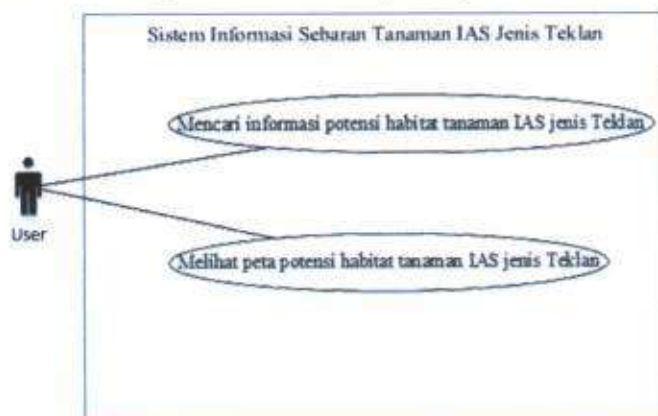 Sistem Informasi Sebaran Tanaman IAS Jenis Teklan
Mencari informasi potensi habitat tanaman IAS jenis Teklan
User
Melihat peta potensi habitat tanaman IAS jenis Teklan